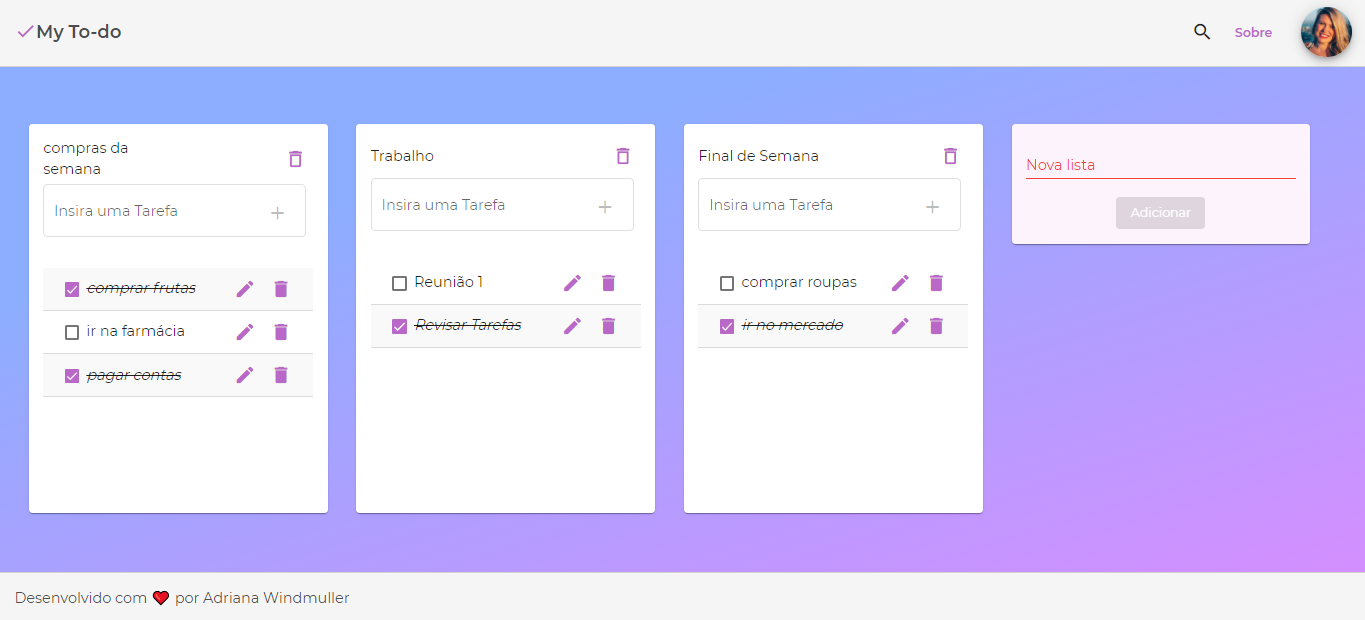 My To-do
Sobre
compras da
semana
Insira uma Tarefa
comprar frutas
ir na farmácia
pagar contas
Trabalho
Insira uma Tarefa
Reunião 1
Revisar Tarefas
Final de Semana
Insira uma Tarefa
comprar roupas
ir no mercado
Nova lista
Adicionar
Desenvolvido com ❤ por Adriana Windmuller